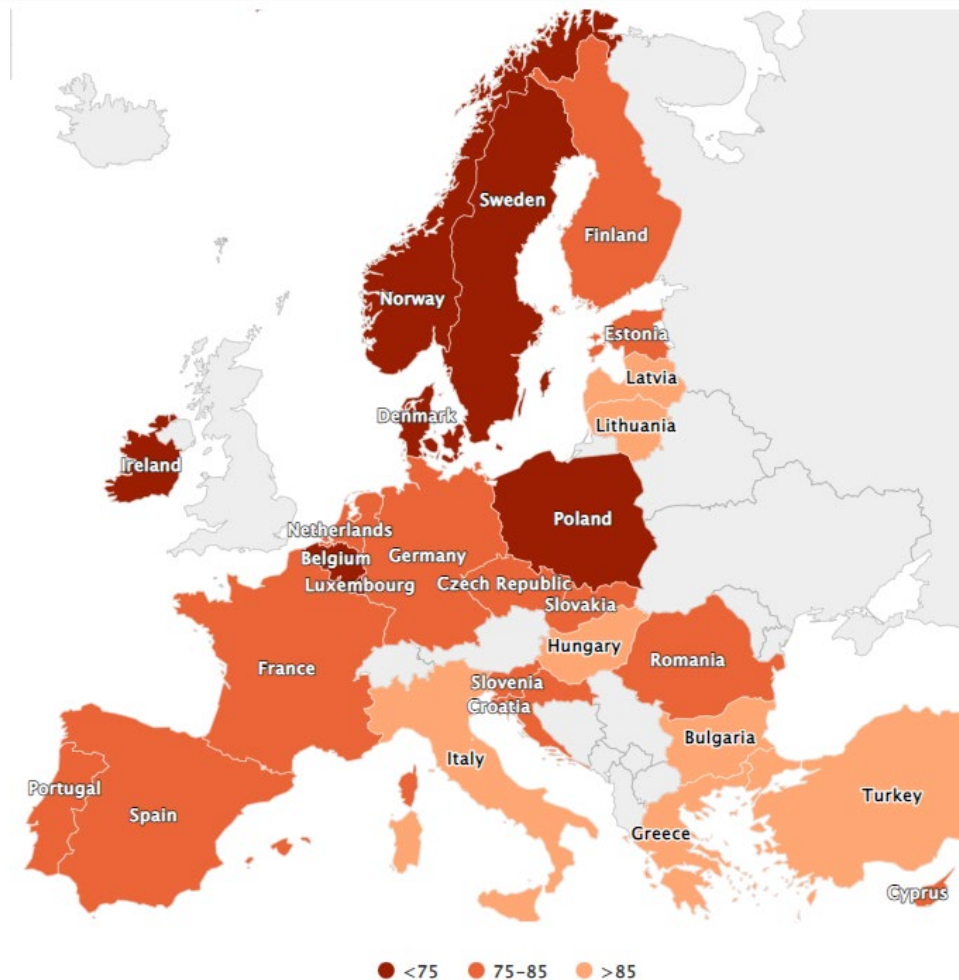 Sweden
Finland
Norway
Estonia
Latvia
Denmark
Lithuania
Ireland
Poland
Netherlands
Germany
Belgium
Luxembourg
Czech Republic
Slovakia
Hungary
France
Romania
Slovenia
Croatia
Bulgaria
Italy
Portugal
Turkey
Spain
Greece
Cyprus
<75 75–85 >85